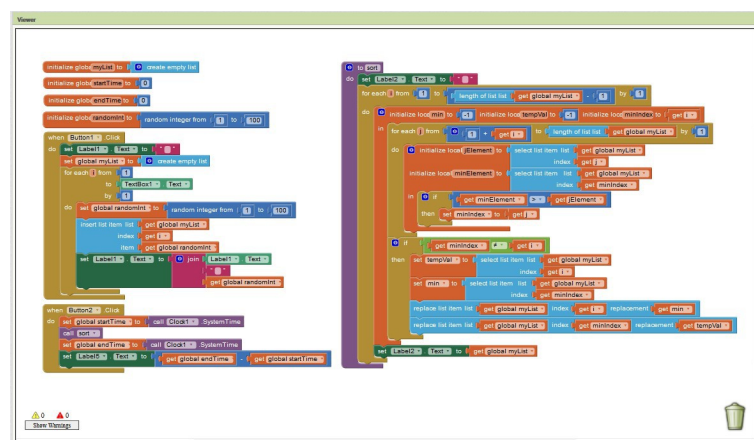 Viewer
initialize global myList to create empty list
initialize global startTime to 0
initialize global endTime to 0
initialize global randomInt to random integer from 1 to 100
when Button1 .Click
do set Label1 . Text to " "
set global myList to create empty list
for each i from 1
to TextBox1 . Text
by 1
do set global randomInt to random integer from 1 to 100
insert list item list get global myList
index get i
item get global randomInt
set Label1 . Text to join Label1 . Text
" "
get global randomInt
when Button2 .Click
do set global startTime to call Clock1 .SystemTime
call sort
set global endTime to call Clock1 .SystemTime
set Label5 . Text to get global endTime - get global startTime
to sort
do set Label2 . Text to " "
for each i from 1 to length of list list get global myList - 1 by 1
do initialize local min to -1 initialize local tempVal to -1 initialize local minIndex to get i
in for each j from 1 + get i to length of list list get global myList by 1
do initialize local jElement to select list item list get global myList
index get j
initialize local minElement to select list item list get global myList
index get minIndex
in if get minElement > get jElement
then set minIndex to get j
if get minIndex ≠ get i
then set tempVal to select list item list get global myList
index get i
set min to select list item list get global myList
index get minIndex
replace list item list get global myList index get i replacement get min
replace list item list get global myList index get minIndex replacement get tempVal
set Label2 . Text to get global myList
0 0
Show Warnings